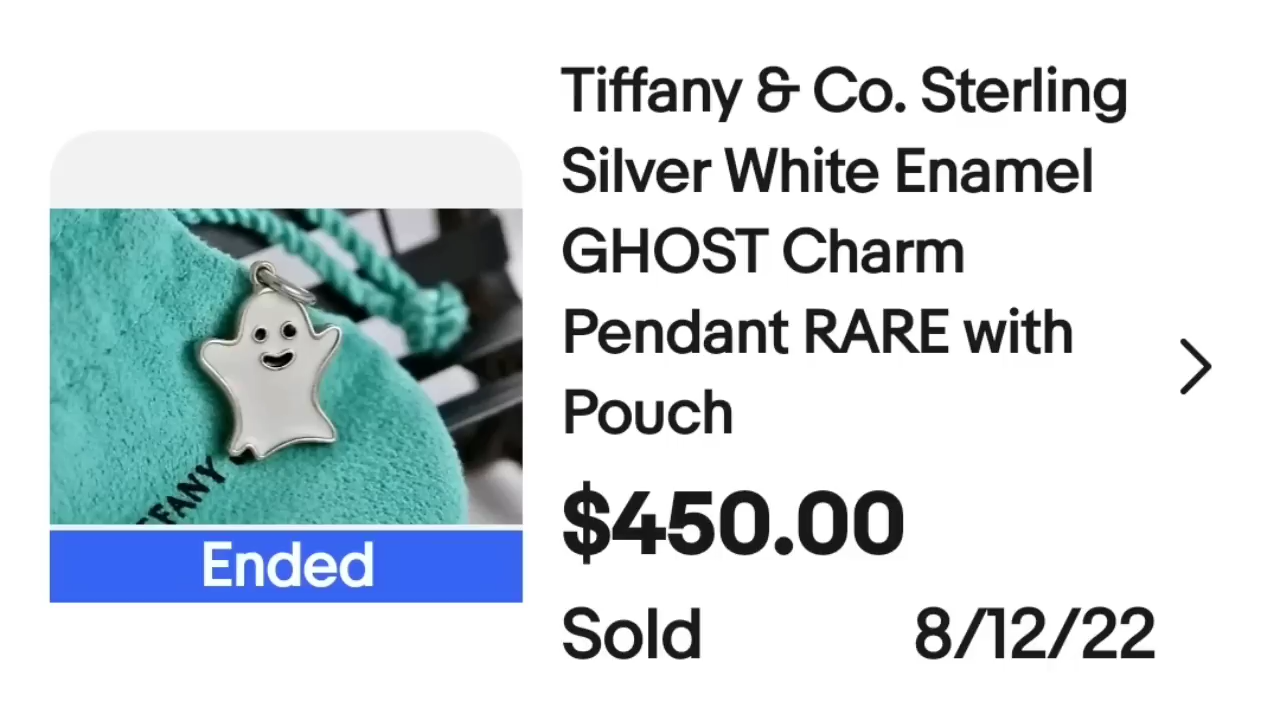 Tiffany & Co. Sterling
Silver White Enamel
GHOST Charm
Pendant RARE with
Pouch
$450.00
Sold 8/12/22
FFANY
Ended